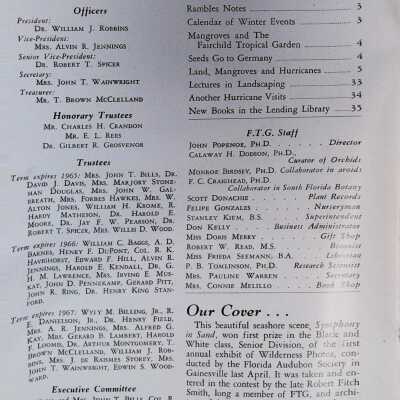 Officers
President:
DR. WILLIAM J. ROBBINS
Vice-President:
MRS. ALVIN R. JENNINGS
Senior Vice-President:
DR. ROBERT T. SPICER
Secretary:
MRS. JOHN T. WAINWRIGHT
Treasurer:
MR. T. BROWN MCCLELLAND
Honorary Trustees
MR. CHARLES H. CRANDON
MR. E. L. REES
DR. GILBERT R. GROSVENOR
Trustees
Term expires 1965: MRS. JOHN T. BILLS, DR.
DAVID J. DAVIS, MRS. MARJORY STONE-
MAN DOUGLAS, MRS. JOHN W. GAL-
BREATH, MRS. FORBES HAWKES, MRS. W.
ALTON JONES, WILLIAM H. KROME, R.
HARDY MATHESON, DR. HAROLD E.
MOORE, DR. JAY F. W. PEARSON, DR.
ROBERT T. SPICER, MRS. WILLIS D. WOOD.
Term expires 1966: WILLIAM C. BAGGS, A. D.
BARNES, HENRY F. DUPONT, COL. R. K.
HAVIGHORST, EDWARD F. HILL, ALVIN R.
JENNINGS, HAROLD E. KENDALL, DR. G.
H. M. LAWRENCE, MRS. IRVING E. MUS-
KAT, JOHN D. PENNEKAMP, GERARD PITT,
JOHN R. RING, DR. HENRY KING STAN-
FORD.
Term expires 1967: WELY M. BILLING, JR., R.
E. DANIELSON, JR., DR. HENRY FIELD,
MRS. A. R. JENNINGS, MRS. ALFRED G.
KAY, MRS. GERARD B. LAMBERT, HAROLD
F. LOOMIS, DR. ARTHUR MONTGOMERY, T.
BROWN MCCLELLAND, WILLIAM J. ROB-
BINS, MRS. J. DE RAISMES STOREY, MRS.
JOHN T. WAINWRIGHT, EDWIN S. WOOD-
WARD.
Executive Committee
MRS. JOHN T. BILLS, COL.
Rambles Notes 3
Calendar of Winter Events 3
Mangroves and The
Fairchild Tropical Garden 4
Seeds Go to Germany 4
Land, Mangroves and Hurricanes 5
Lectures in Landscaping 33
Another Hurricane Visits 34
New Books in the Lending Library 35
F.T.G. Staff
JOHN POPENOE, PH.D. Director
CALAWAY H. DODSON, PH.D.,
Curator of Orchids
MONROE BIRDSEY, PH.D. Collaborator in aroids
F. C. CRAIGHEAD, PH.D.
Collaborator in South Florida Botany
SCOTT DONACHIE Plant Records
FELIPE GONZALES Nurseryman
STANLEY KIEM, B.S. Superintendent
DON KELLY Business Administrator
MISS DORIS MERRY Gift Shop
ROBERT W. READ, M.S. Botanist
MISS FRIEDA SEEMANN, B.A. Librarian
P. B. TOMLINSON, PH.D. Research Scientist
MRS. PAULINE WARREN Secretary
MRS. CONNIE MELILLO Book Shop
Our Cover . . .
This beautiful seashore scene, Symphony
in Sand, won first prize in the Black and
White class, Senior Division, of the first
annual exhibit of Wilderness Photos, con-
ducted by the Florida Audubon Society in
Gainesville last April. It was taken and en-
tered in the contest by the late Robert Fitch
Smith, long a member of FTG, and archi-